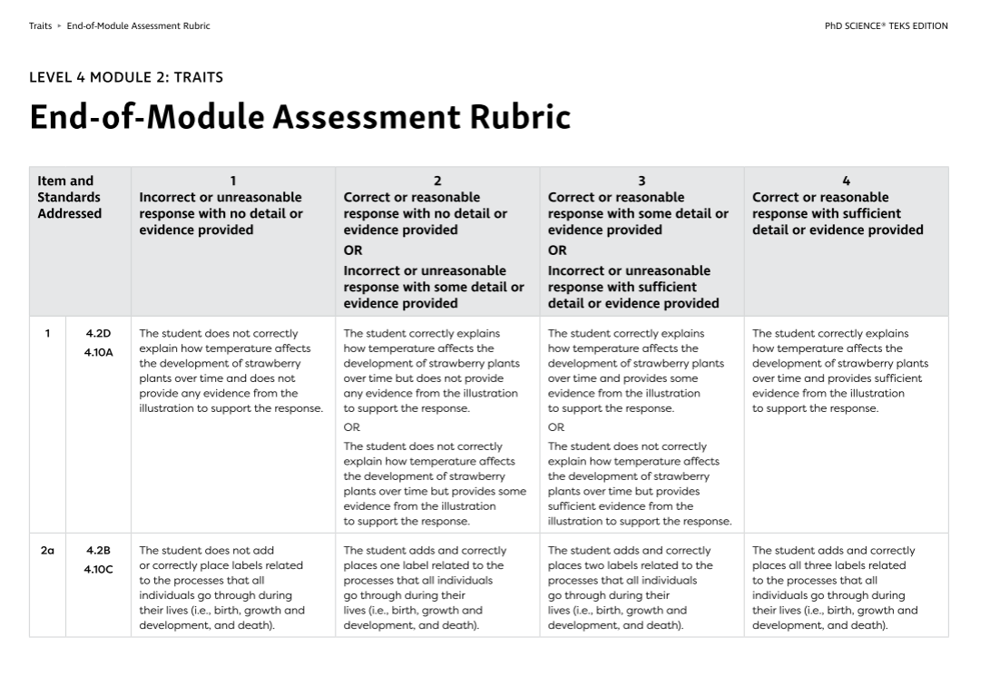 Traits ▸ End-of-Module Assessment Rubric
PhD SCIENCE® TEKS EDITION
LEVEL 4 MODULE 2: TRAITS
End-of-Module Assessment Rubric
Item and
Standards
Addressed
1
Incorrect or unreasonable
response with no detail or
evidence provided
2
Correct or reasonable
response with no detail or
evidence provided
OR
Incorrect or unreasonable
response with some detail or
evidence provided
3
Correct or reasonable
response with some detail or
evidence provided
OR
Incorrect or unreasonable
response with sufficient
detail or evidence provided
4
Correct or reasonable
response with sufficient
detail or evidence provided
1
4.2D
4.10A
The student does not correctly
explain how temperature affects
the development of strawberry
plants over time and does not
provide any evidence from the
illustration to support the response.
The student correctly explains
how temperature affects the
development of strawberry plants
over time but does not provide
any evidence from the illustration
to support the response.
OR
The student does not correctly
explain how temperature affects
the development of strawberry
plants over time but provides some
evidence from the illustration
to support the response.
The student correctly explains
how temperature affects the
development of strawberry plants
over time and provides some
evidence from the illustration
to support the response.
OR
The student does not correctly
explain how temperature affects
the development of strawberry
plants over time but provides
sufficient evidence from the
illustration to support the response.
The student correctly explains
how temperature affects the
development of strawberry plants
over time and provides sufficient
evidence from the illustration
to support the response.
2a
4.2B
4.10C
The student does not add
or correctly place labels related
to the processes that all
individuals go through during
their lives (i.e., birth, growth and
development, and death).
The student adds and correctly
places one label related to the
processes that all individuals
go through during their
lives (i.e., birth, growth and
development, and death).
The student adds and correctly
places two labels related to the
processes that all individuals
go through during their
lives (i.e., birth, growth and
development, and death).
The student adds and correctly
places all three labels related
to the processes that all
individuals go through during
their lives (i.e., birth, growth and
development, and death).